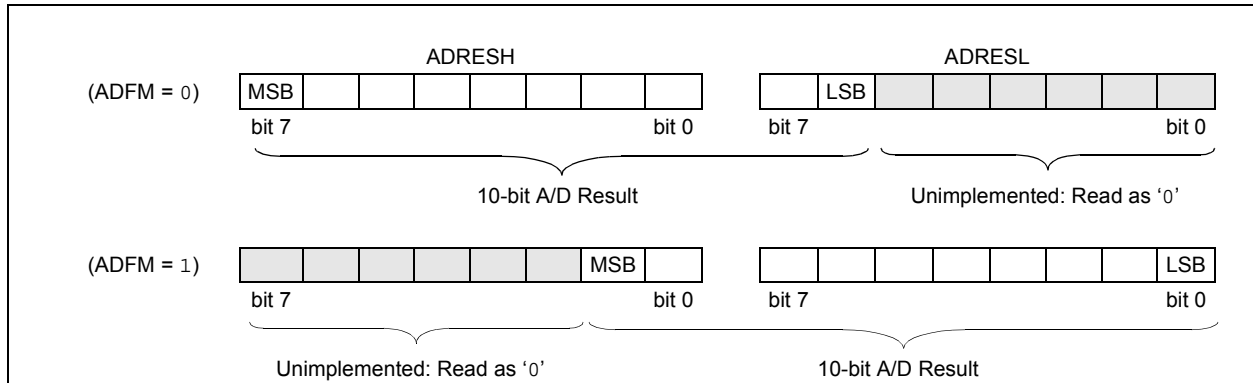 ADRESH ADRESL
(ADFM = 0) MSB LSB
bit 7 bit 0 bit 7 bit 0
10-bit A/D Result Unimplemented: Read as ‘0’
(ADFM = 1) MSB LSB
bit 7 bit 0 bit 7 bit 0
Unimplemented: Read as ‘0’ 10-bit A/D Result